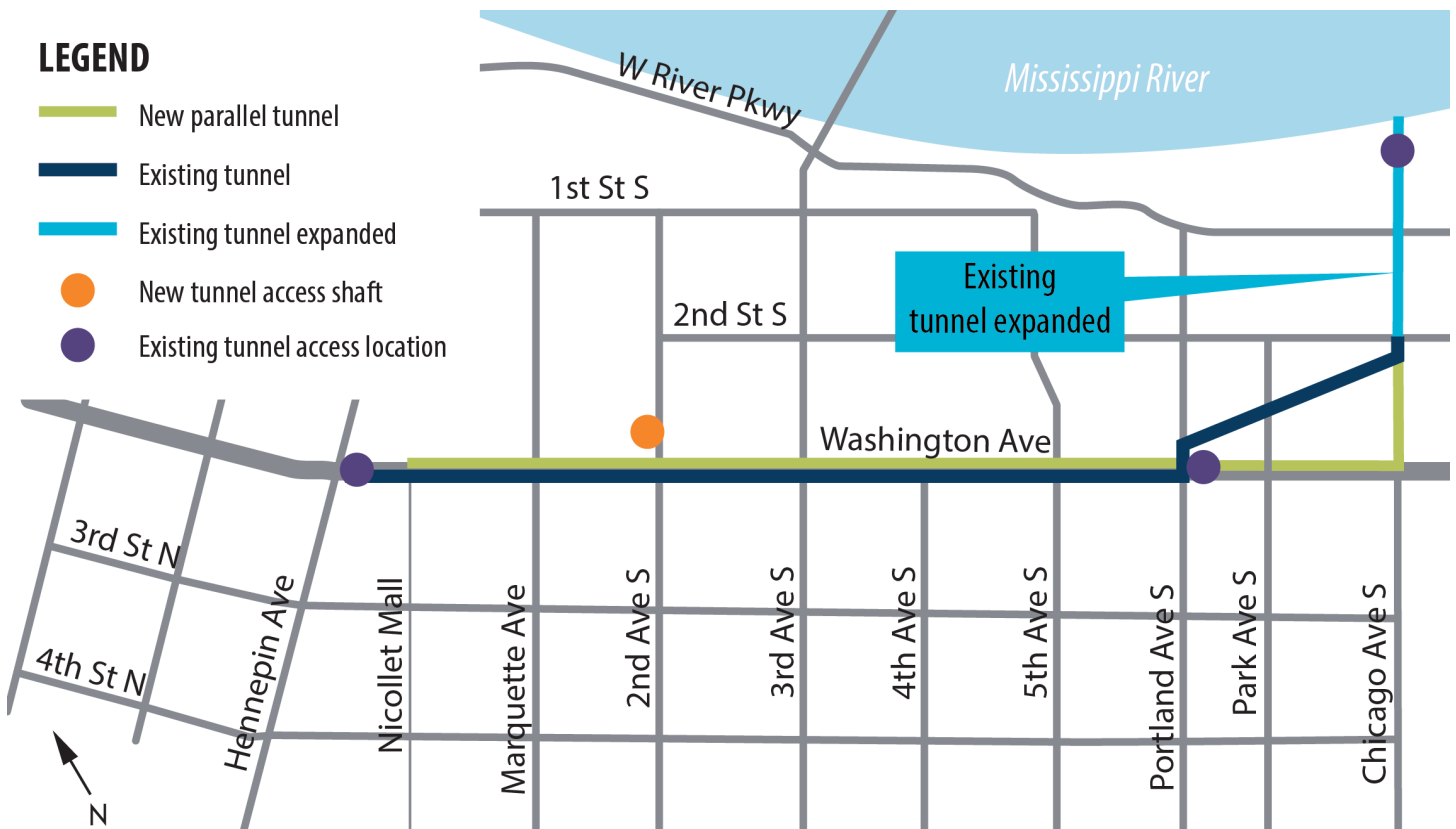 LEGEND
New parallel tunnel
Existing tunnel
Existing tunnel expanded
New tunnel access shaft
Existing tunnel access location
W River Pkwy
Mississippi River
1st St S
Existing
tunnel expanded
2nd St S
Washington Ave
3rd St N
4th St N
Hennepin Ave
Nicollet Mall
Marquette Ave
2nd Ave S
3rd Ave S
4th Ave S
5th Ave S
Portland Ave S
Park Ave S
Chicago Ave S
N